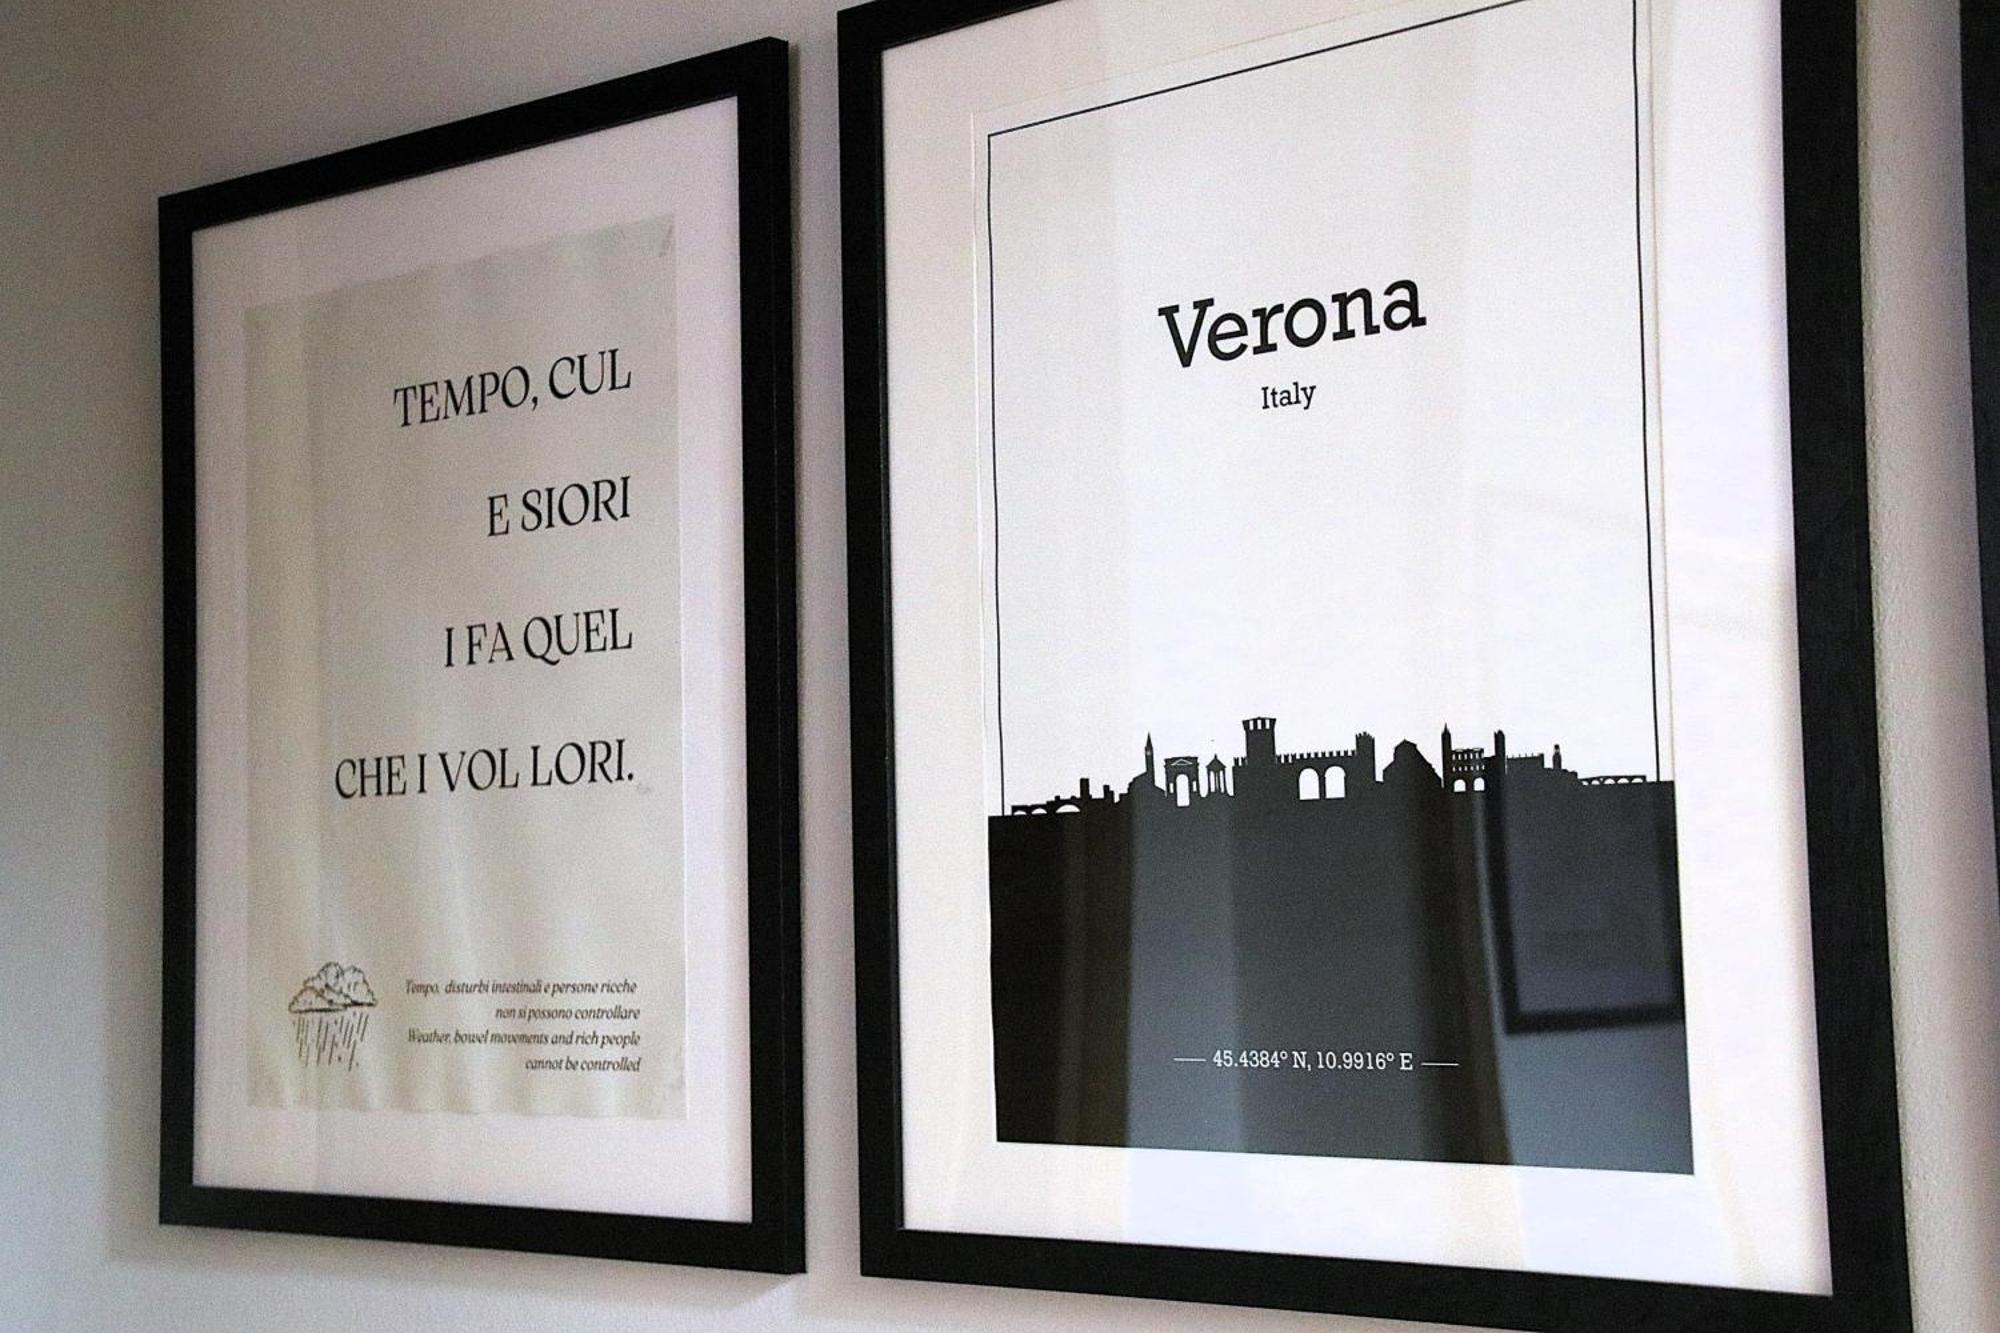 TEMPO, CUL
E SIORI
I FA QUEL
CHE I VOL LORI.
Tempo, disturbi intestinali e persone ricche
non si possono controllare
Weather, bowel movements and rich people
cannot be controlled
Verona
Italy
45.4384° N, 10.9916° E